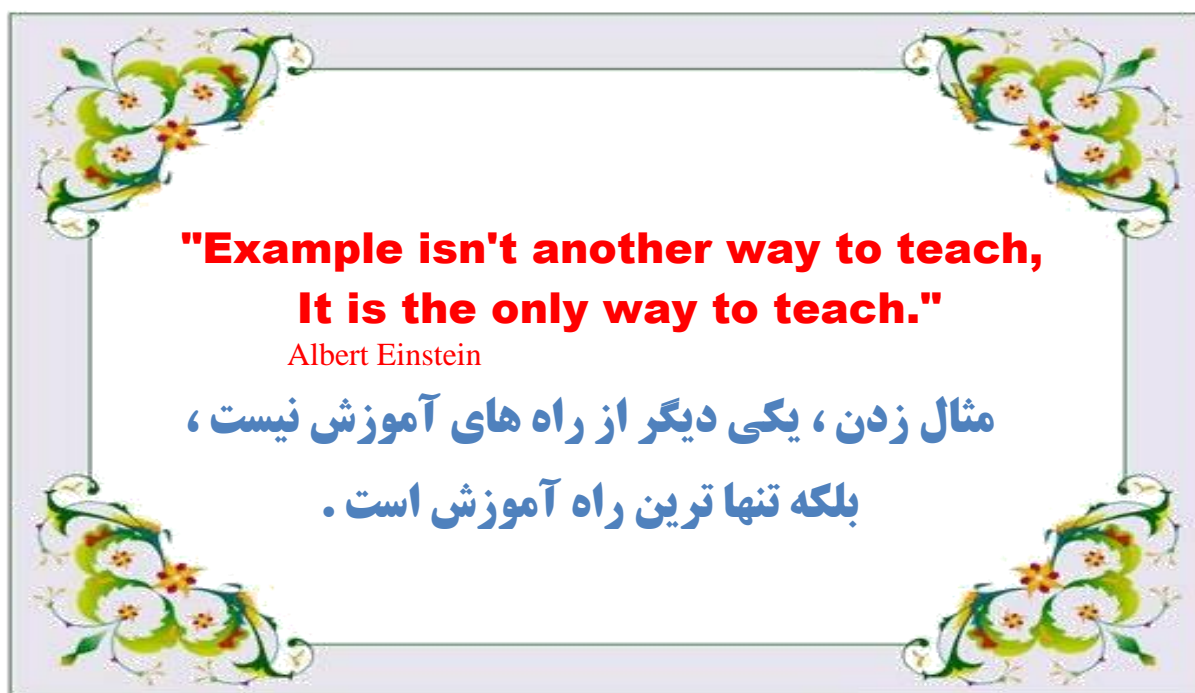 "Example isn't another way to teach,
It is the only way to teach."
Albert Einstein
مثال زدن ، یکی دیگر از راه های آموزش نیست ،
بلکه تنها ترین راه آموزش است .